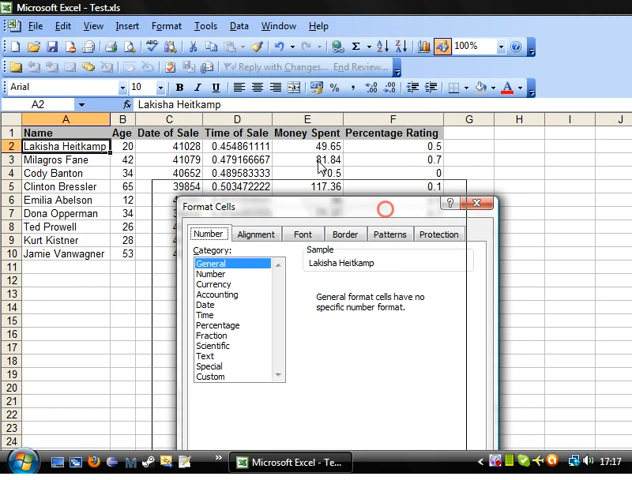 Microsoft Excel - Test.xls
File Edit View Insert Format Tools Data Window Help
100%
Reply with Changes... End Review...
Arial 10 B I U
A2 Lakisha Heitkamp
A B C D E F G H I J
1 Name Age Date of Sale Time of Sale Money Spent Percentage Rating
2 Lakisha Heitkamp 20 41028 0.454861111 49.65 0.5
3 Milagros Fane 42 41079 0.479166667 81.84 0.7
4 Cody Banton 34 40652 0.489583333 70.5 0
5 Clinton Bressler 65 39854 0.503472222 117.36 0.1
6 Emilia Abelson 12
7 Dona Opperman 34
8 Ted Prowell 26
9 Kurt Kistner 28
10 Jamie Vanwagner 53
11
12
13
14
15
16
17
18
19
20
21
22
23
24
Format Cells
Number Alignment Font Border Patterns Protection
Category:
General
Number
Currency
Accounting
Date
Time
Percentage
Fraction
Scientific
Text
Special
Custom
Sample
Lakisha Heitkamp
General format cells have no
specific number format.
Microsoft Excel - Te...
17:17